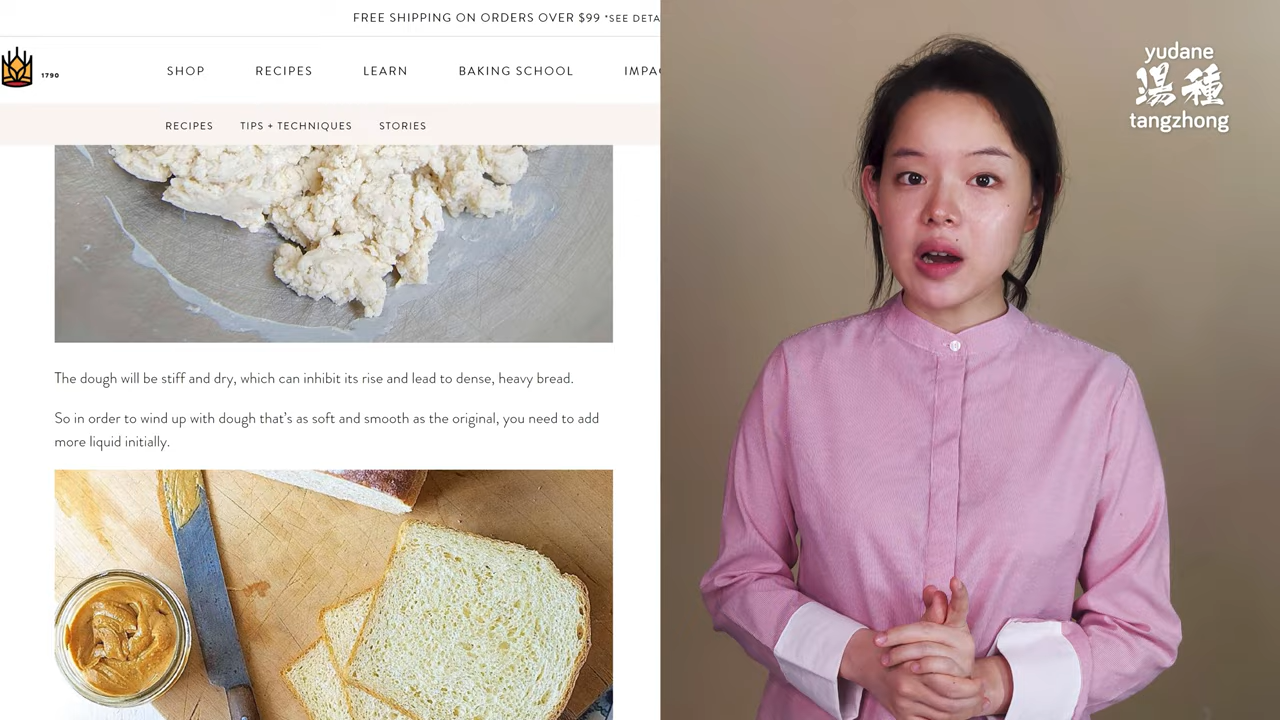 FREE SHIPPING ON ORDERS OVER $99 *SEE DETA
1790
SHOP RECIPES LEARN BAKING SCHOOL IMPAC
RECIPES TIPS + TECHNIQUES STORIES
The dough will be stiff and dry, which can inhibit its rise and lead to dense, heavy bread.
So in order to wind up with dough that's as soft and smooth as the original, you need to add
more liquid initially.
yudane
湯種
tangzhong